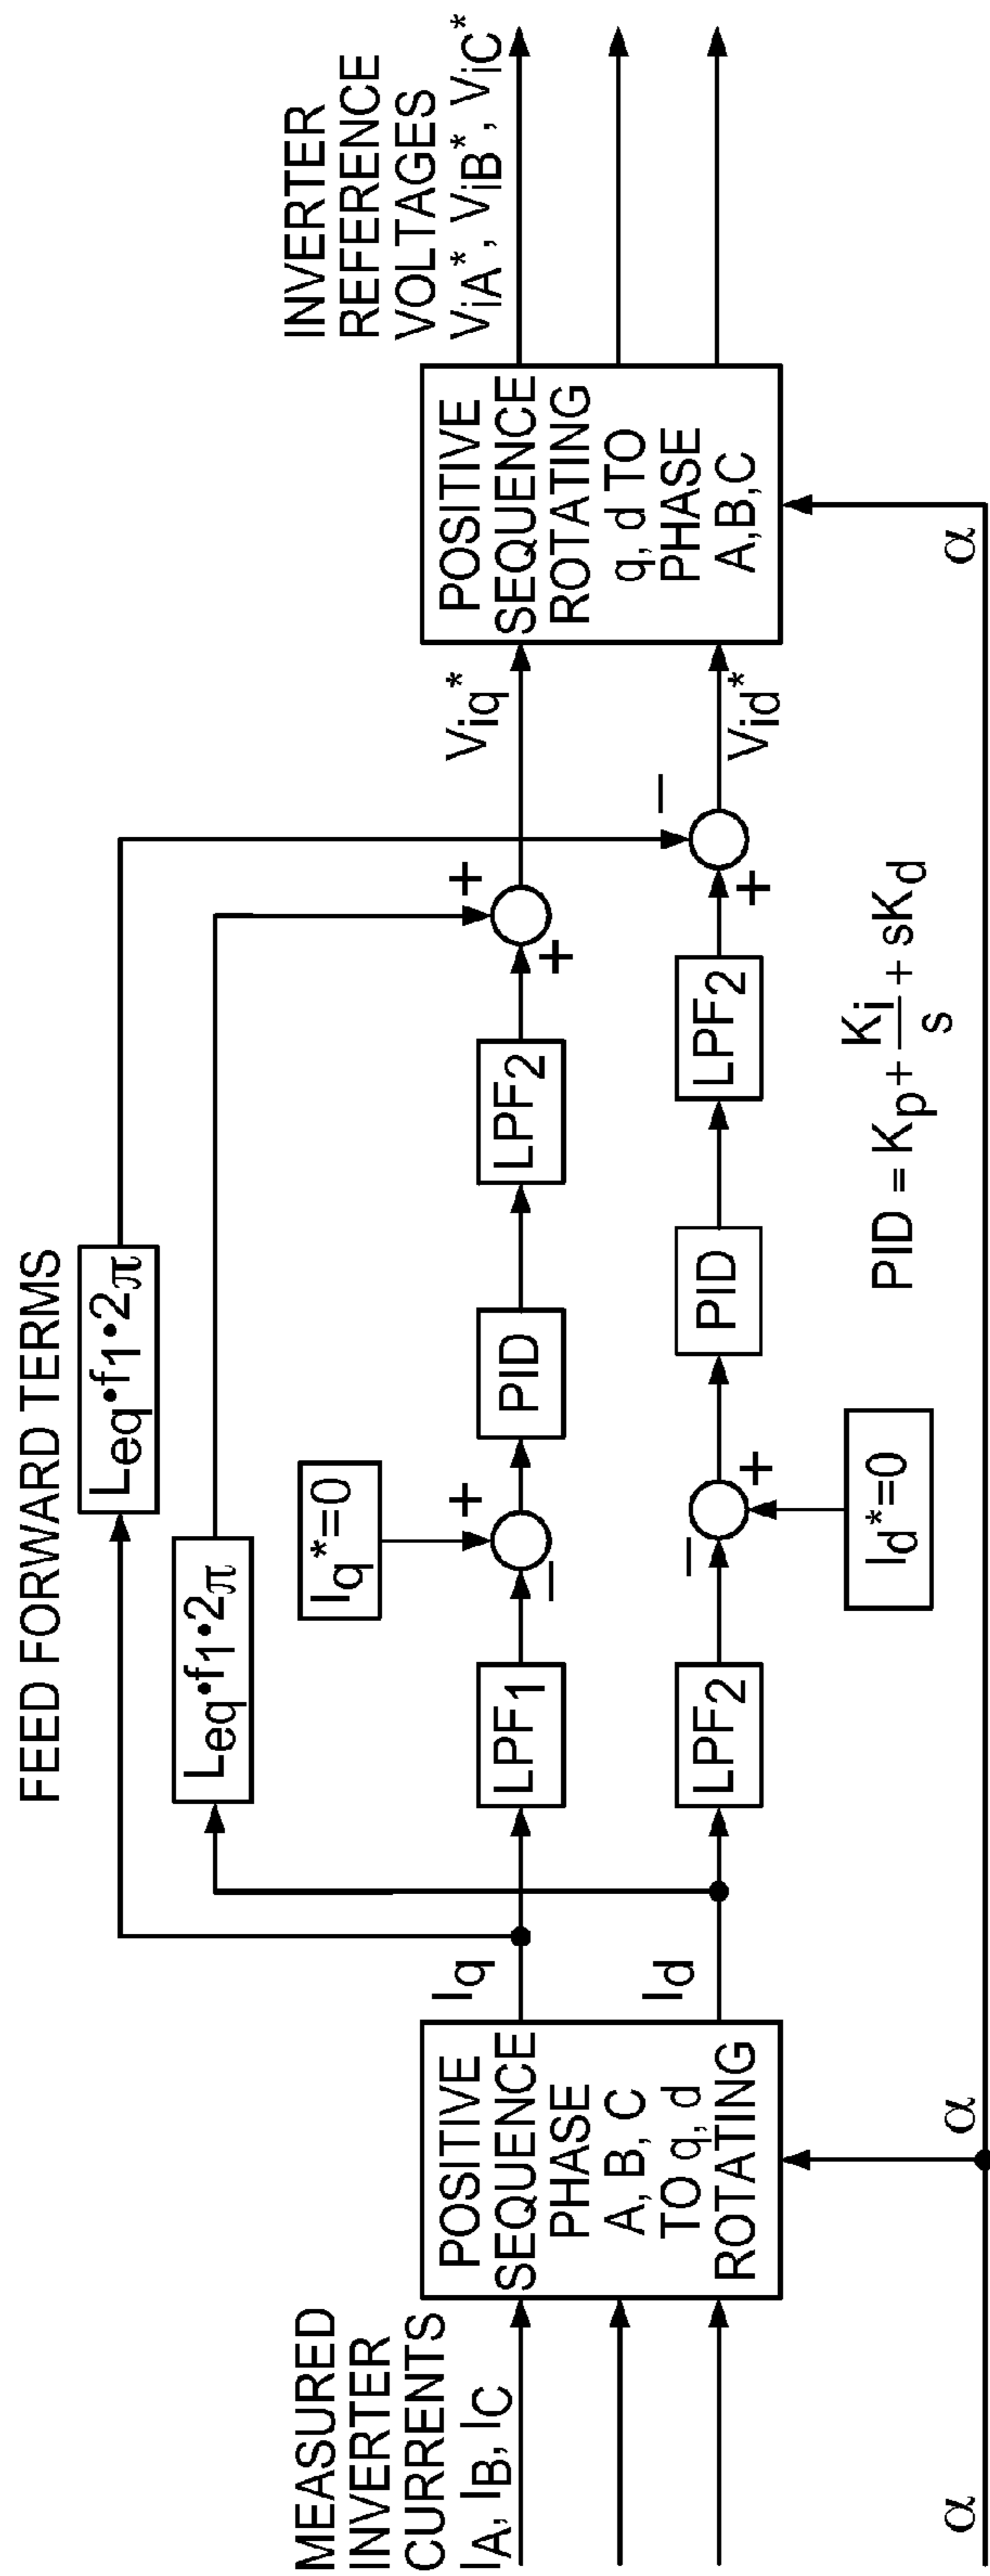 FEED FORWARD TERMS
Leq•f1•2π
Leq•f1•2π
MEASURED
INVERTER
CURRENTS
IA, IB, IC
POSITIVE
SEQUENCE
PHASE
A, B, C
TO q, d
ROTATING
Iq
Id
LPF1
LPF2
Iq*=0
Id*=0
+
−
−
+
PID
PID
LPF2
LPF2
+
+
−
+
Viq*
Vid*
POSITIVE
SEQUENCE
ROTATING
q, d TO
PHASE
A,B,C
INVERTER
REFERENCE
VOLTAGES
ViA*, ViB*, ViC*
PID = Kp + Ki/s + sKd
α
α
α